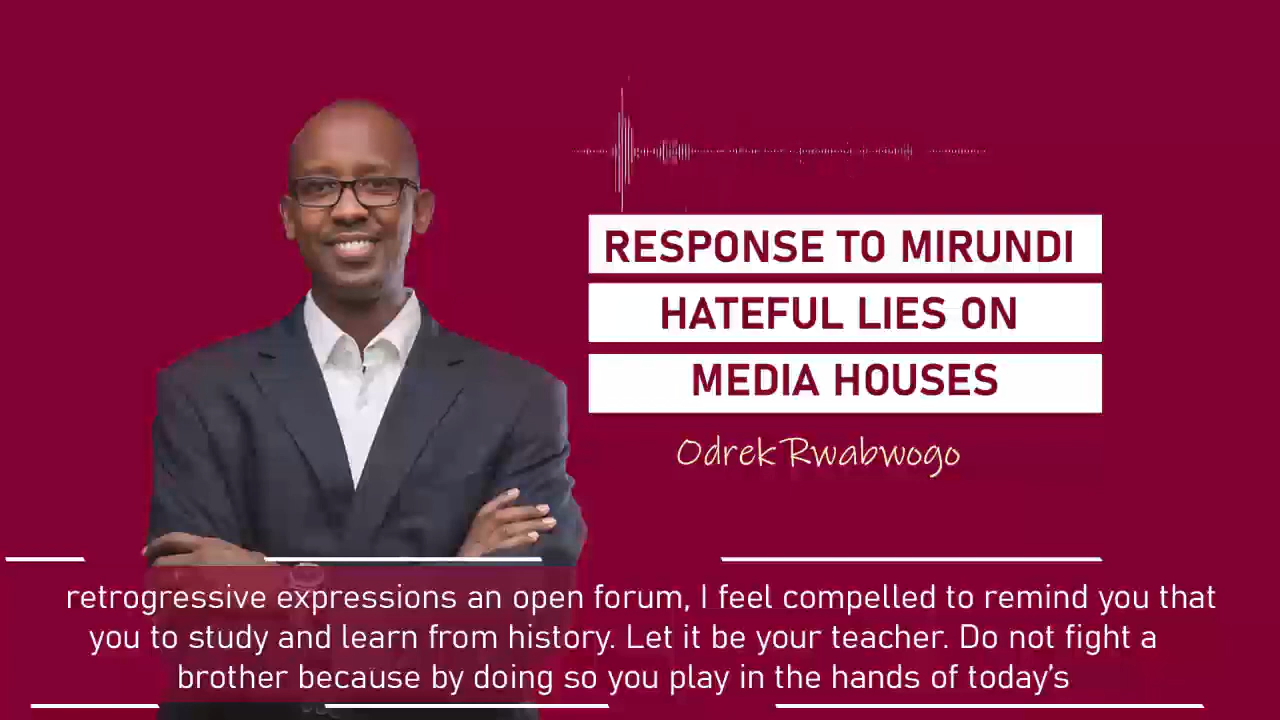 RESPONSE TO MIRUNDI
HATEFUL LIES ON
MEDIA HOUSES
Odrek Rwabwogo
retrogressive expressions an open forum, I feel compelled to remind you that
you to study and learn from history. Let it be your teacher. Do not fight a
brother because by doing so you play in the hands of today's